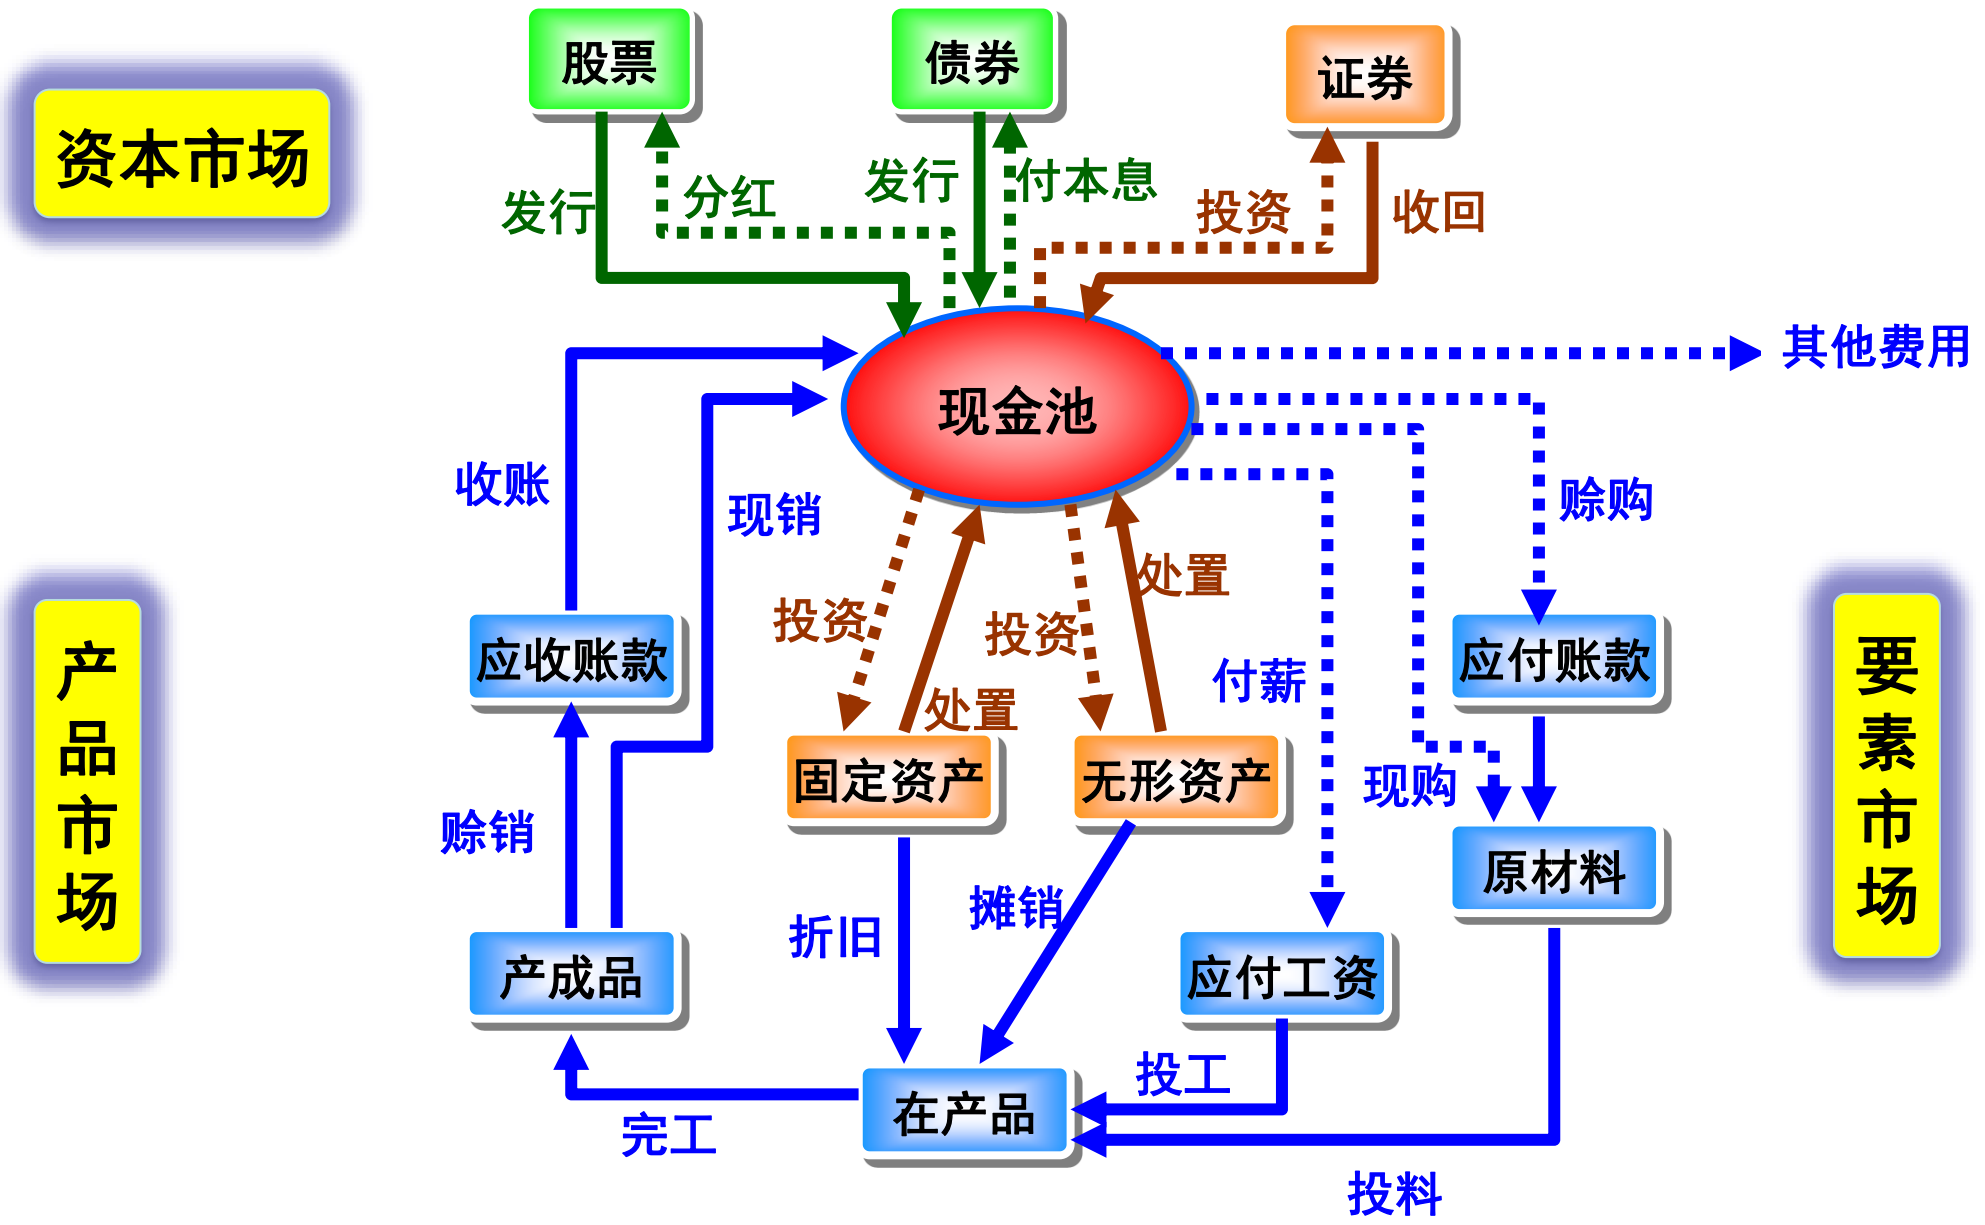 股票
债券
证券
资本市场
发行
分红
发行
付本息
投资
收回
其他费用
现金池
收账
现销
赊购
投资
处置
投资
处置
应收账款
应付账款
付薪
产品市场
要素市场
固定资产
无形资产
现购
赊销
折旧
摊销
原材料
产成品
应付工资
投工
在产品
完工
投料